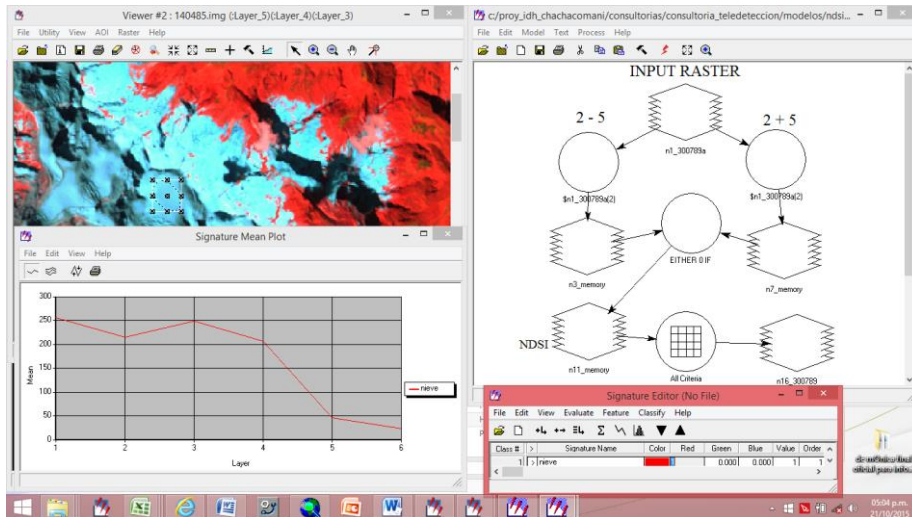 Viewer #2 : 140485.img (:Layer_5)(:Layer_4)(:Layer_3)
File Utility View AOI Raster Help
Signature Mean Plot
File Edit View Help
300
250
200
150
100
50
0
Mean
1 2 3 4 5 6
Layer
nieve
c:/proy_idh_chachacomani/consultorias/consultoria_teledeteccion/modelos/ndsi...
File Edit Model Text Process Help
INPUT RASTER
n1_300789a
2 - 5
2 + 5
$n1_300789a(2)
$n1_300789a(2)
n3_memory
EITHER 0 IF
n7_memory
NDSI
n11_memory
All Criteria
n16_300789
Signature Editor (No File)
File Edit View Evaluate Feature Classify Help
Class # > Signature Name Color Red Green Blue Value Order
1 > nieve 0.000 0.000 1 1
05:04 p.m.
21/10/2015